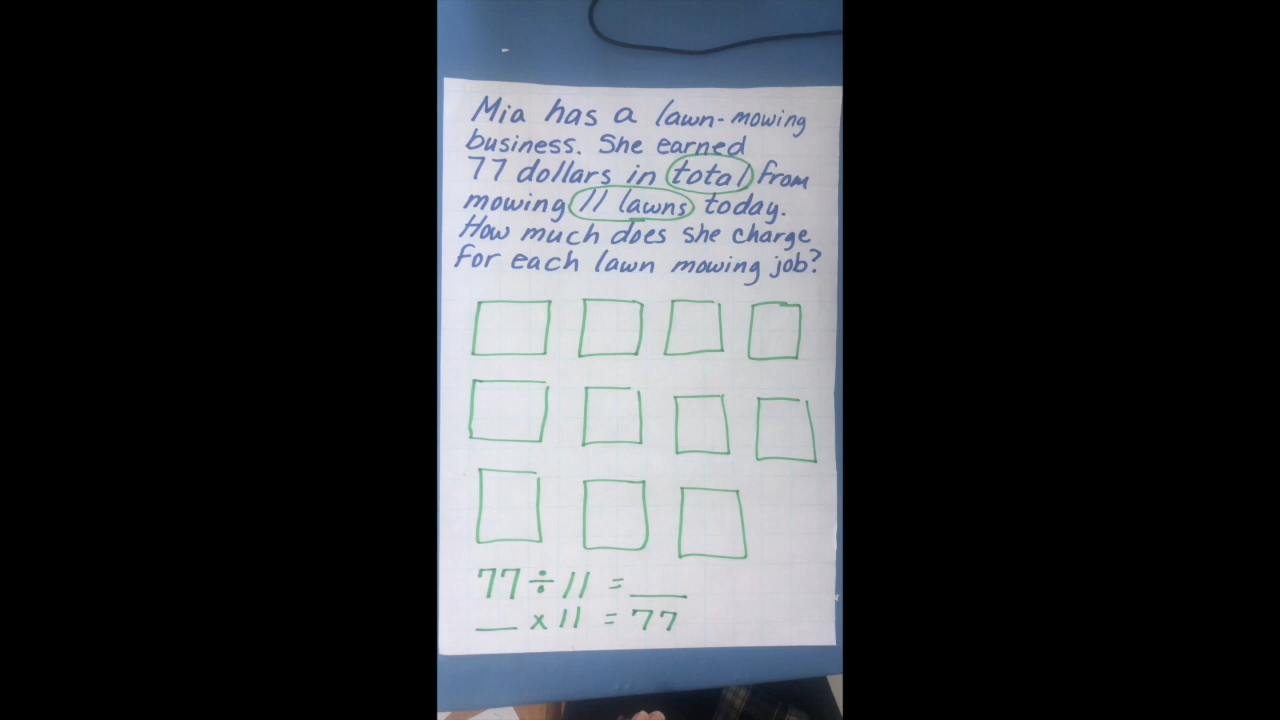 Mia has a lawn-mowing
business. She earned
77 dollars in total from
mowing 11 lawns today.
How much does she charge
for each lawn mowing job?
77 ÷ 11 = ___
__ x 11 = 77